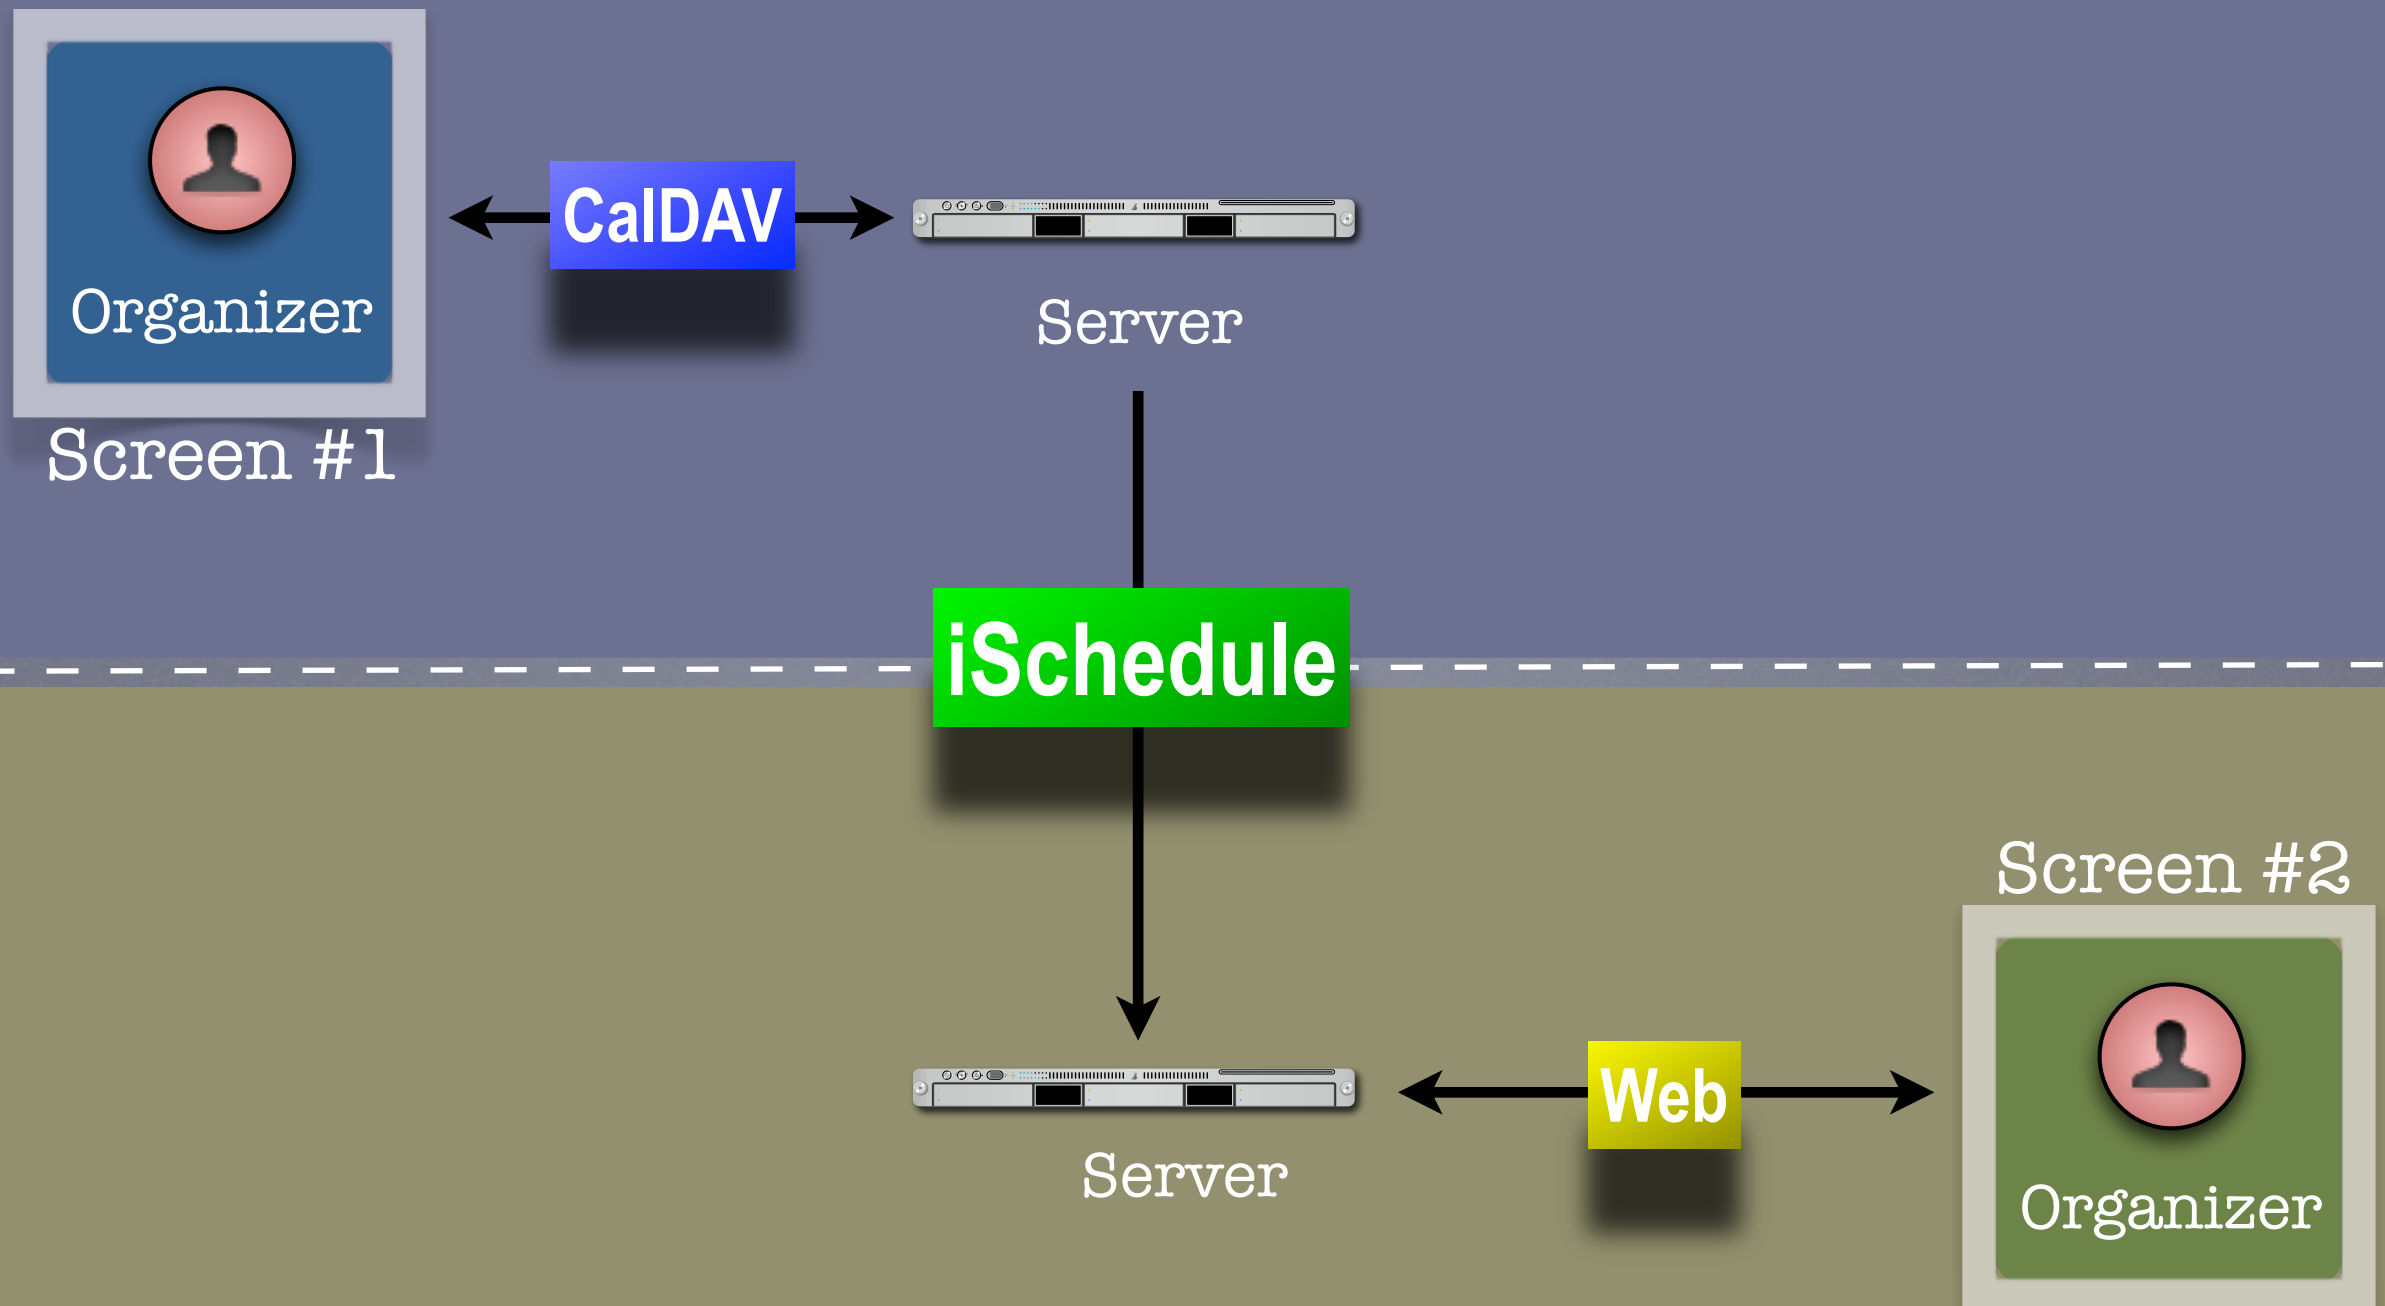 Organizer
Screen #1
CalDAV
Server
iSchedule
Screen #2
Server
Web
Organizer